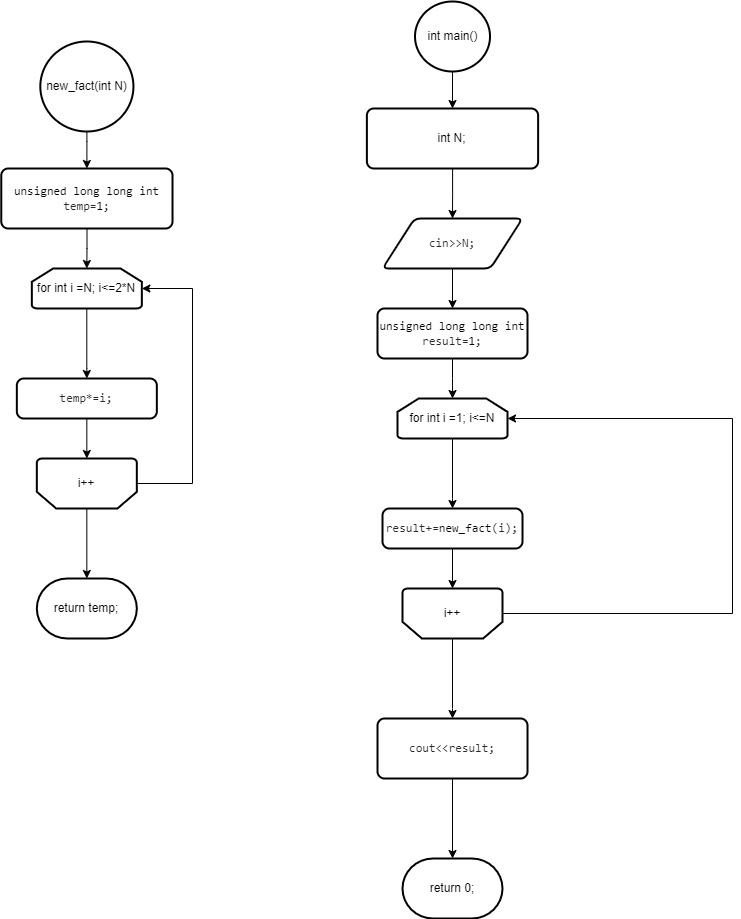 new_fact(int N)
unsigned long long int
temp=1;
for int i =N; i<=2*N
temp*=i;
i++
return temp;
int main()
int N;
cin>>N;
unsigned long long int
result=1;
for int i =1; i<=N
result+=new_fact(i);
i++
cout<<result;
return 0;